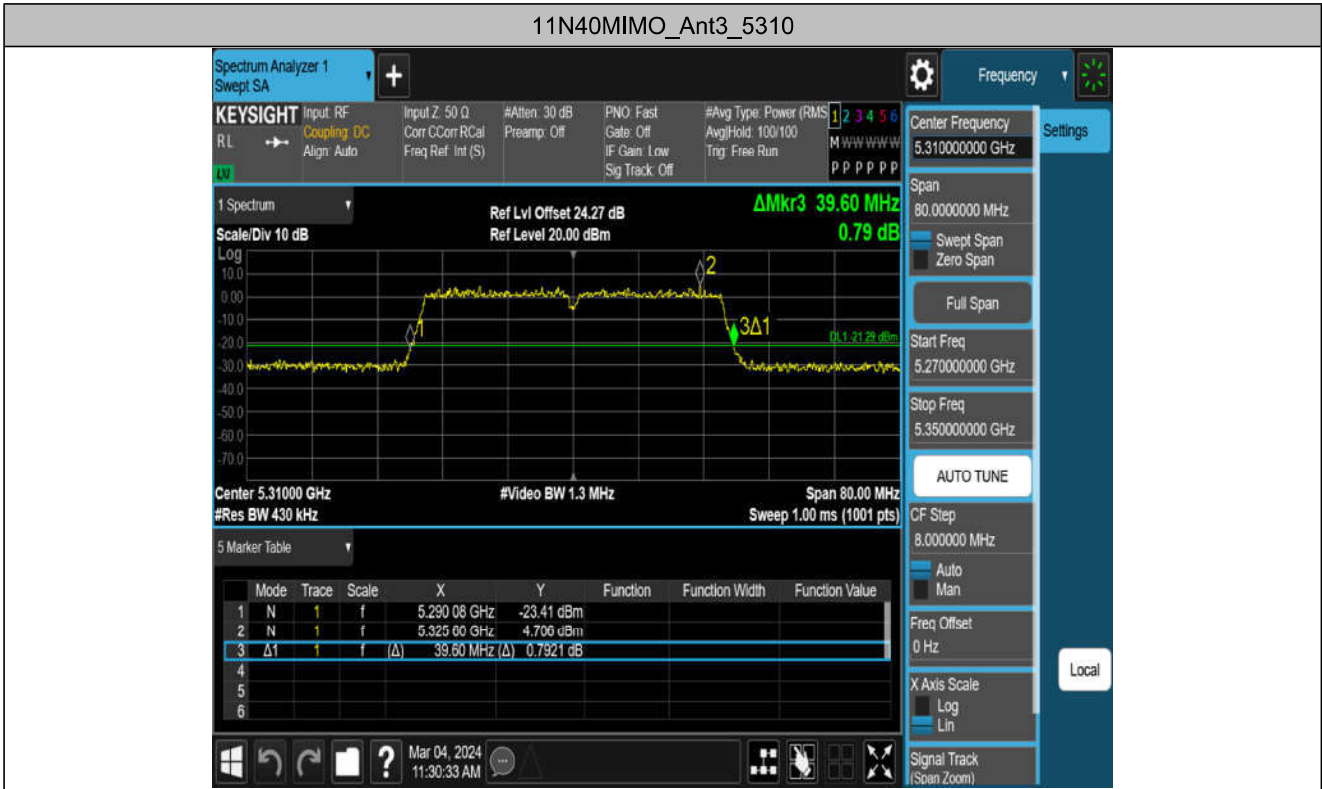 11N40MIMO_Ant3_5310
Spectrum Analyzer 1
Swept SA
+
Frequency
KEYSIGHT
RL
LXI
Input: RF
Coupling: DC
Align: Auto
Input Z: 50 Ω
Corr CCorr RCal
Freq Ref: Int (S)
#Atten: 30 dB
Preamp: Off
PNO: Fast
Gate: Off
IF Gain: Low
Sig Track: Off
#Avg Type: Power (RMS
Avg|Hold: 100/100
Trig: Free Run
1 2 3 4 5 6
M W W W W W
P P P P P P
1 Spectrum
Scale/Div 10 dB
Ref Lvl Offset 24.27 dB
Ref Level 20.00 dBm
ΔMkr3 39.60 MHz
0.79 dB
Log
10.0
0.00
-10.0
-20.0
-30.0
-40.0
-50.0
-60.0
-70.0
1
2
3Δ1
DL1 -21.29 dBm
Center 5.31000 GHz
#Video BW 1.3 MHz
Span 80.00 MHz
#Res BW 430 kHz
Sweep 1.00 ms (1001 pts)
5 Marker Table
Mode Trace Scale X Y Function Function Width Function Value
1 N 1 f 5.290 08 GHz -23.41 dBm
2 N 1 f 5.325 60 GHz 4.706 dBm
3 Δ1 1 f (Δ) 39.60 MHz (Δ) 0.7921 dB
4
5
6
Mar 04, 2024
11:30:33 AM
?
Center Frequency
5.310000000 GHz
Settings
Span
80.0000000 MHz
Swept Span
Zero Span
Full Span
Start Freq
5.270000000 GHz
Stop Freq
5.350000000 GHz
AUTO TUNE
CF Step
8.000000 MHz
Auto
Man
Freq Offset
0 Hz
Local
X Axis Scale
Log
Lin
Signal Track
(Span Zoom)